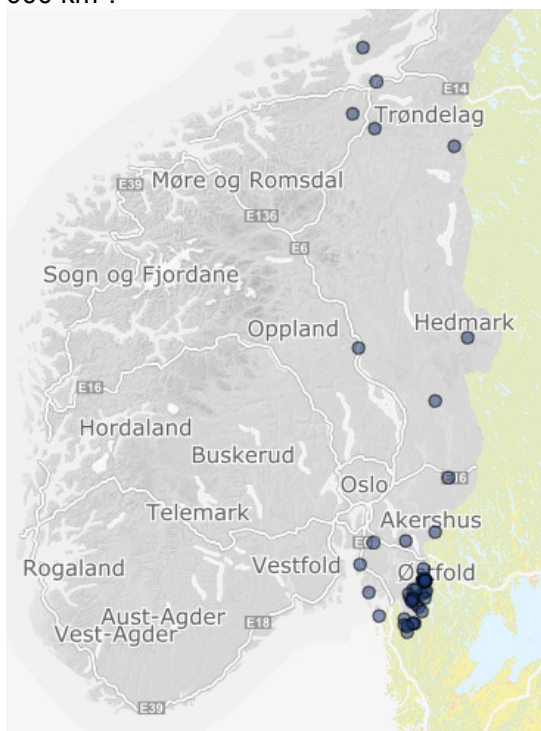 E14
Trøndelag
E39
Møre og Romsdal
E136
E6
Sogn og Fjordane
Oppland
Hedmark
E16
Hordaland
Buskerud
E16
Oslo
Telemark
Akershus
Rogaland
Vestfold
Østfold
Aust-Agder
Vest-Agder
E18
E39